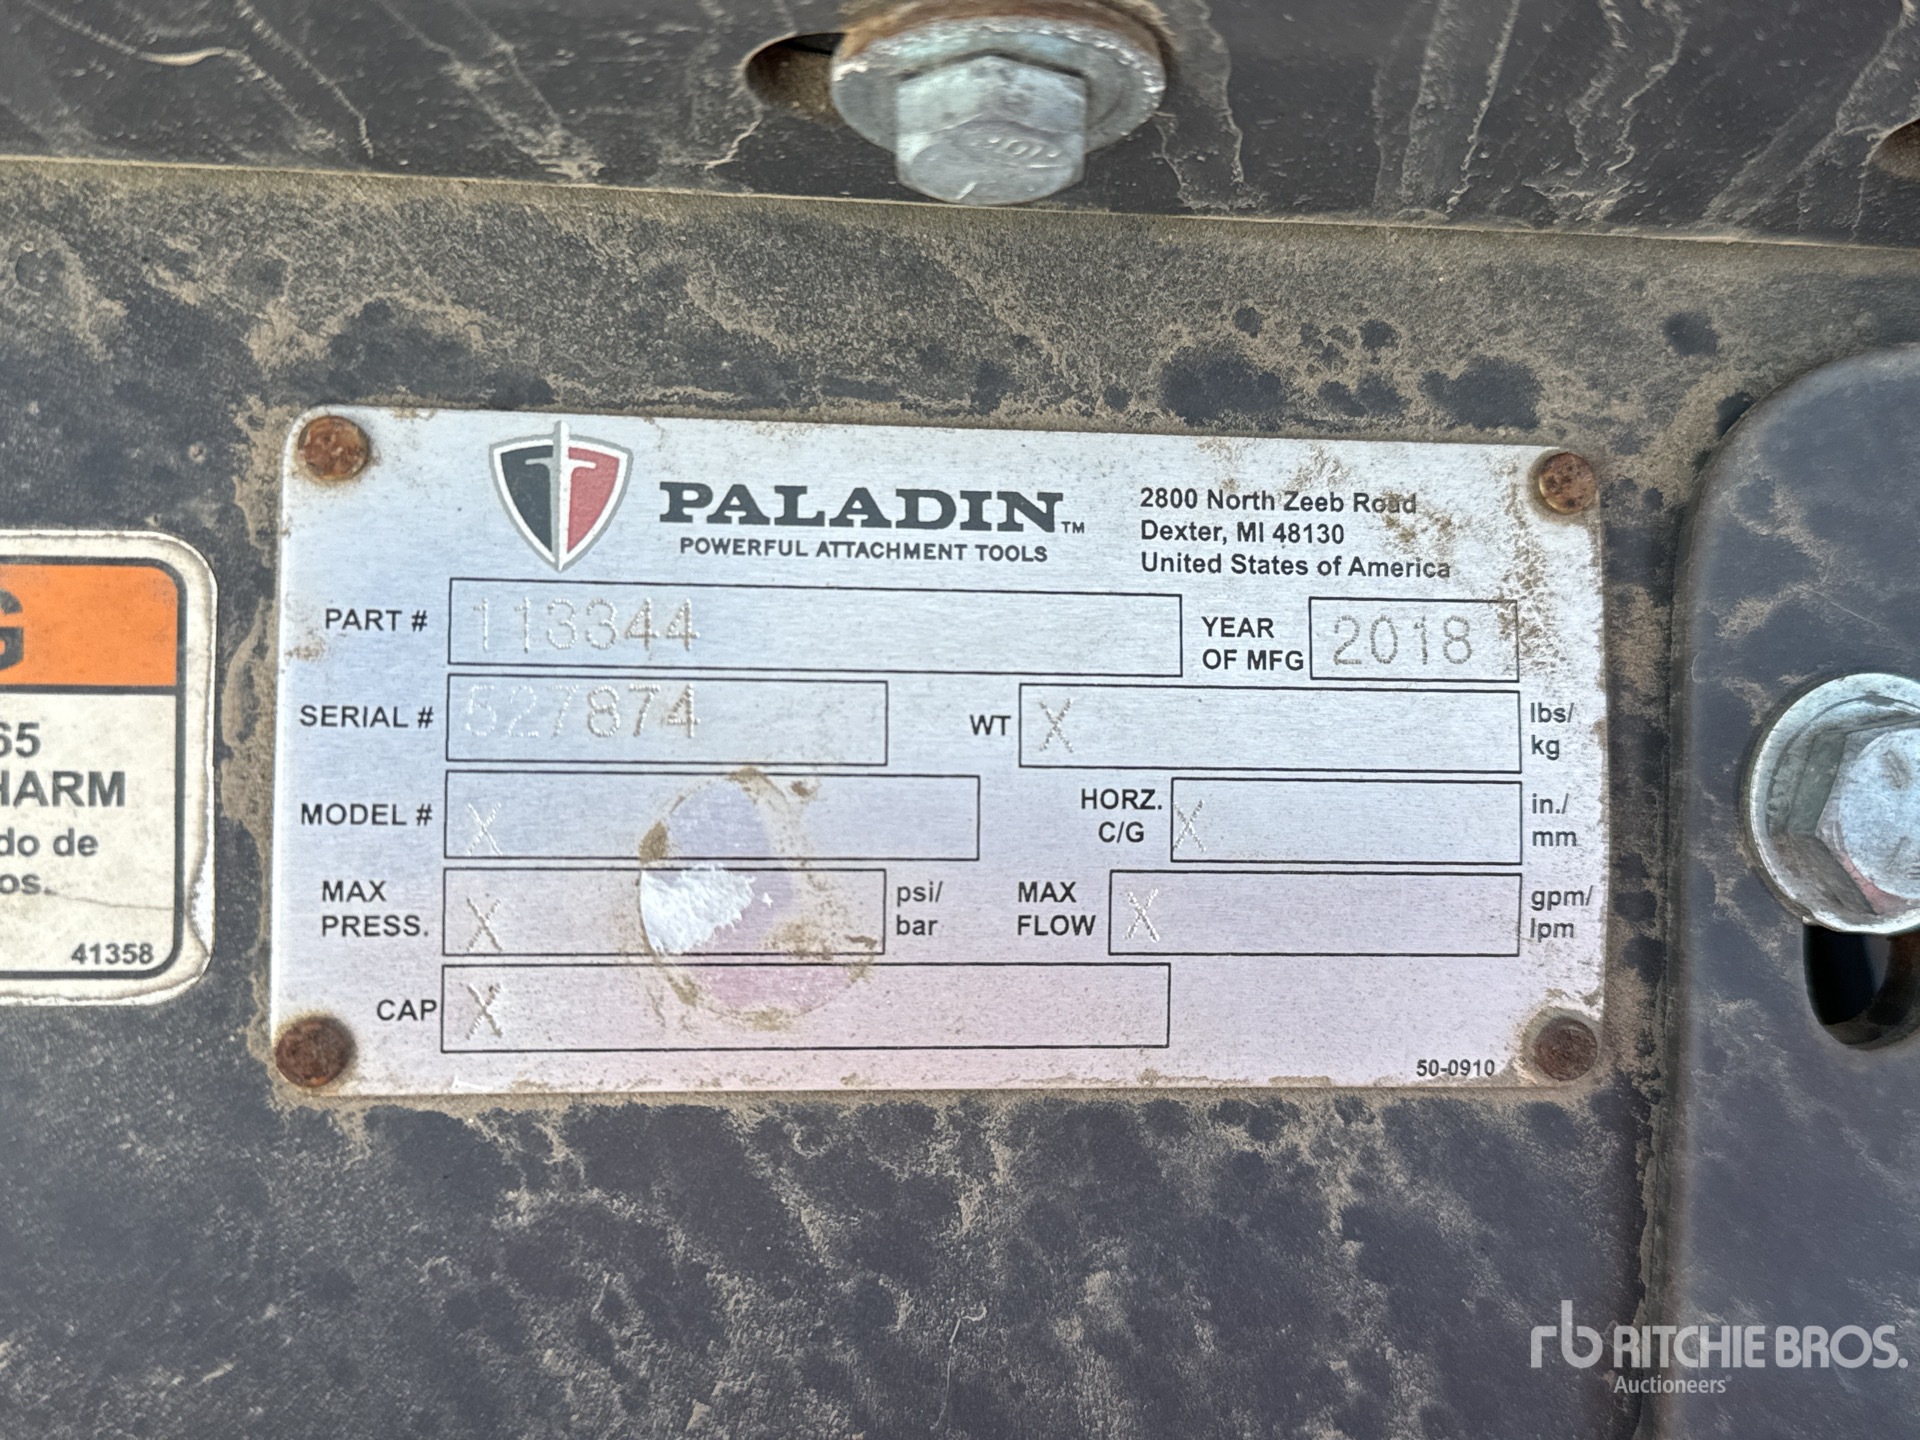 PALADIN™
POWERFUL ATTACHMENT TOOLS
2800 North Zeeb Road
Dexter, MI 48130
United States of America
PART # 113344
YEAR OF MFG 2018
SERIAL # 527874
WT X lbs/ kg
MODEL # X
HORZ. C/G X in./ mm
MAX PRESS. X psi/ bar
MAX FLOW X gpm/ lpm
CAP X
50-0910
G
65
HARM
do de
os.
41358
rb RITCHIE BROS.
Auctioneers